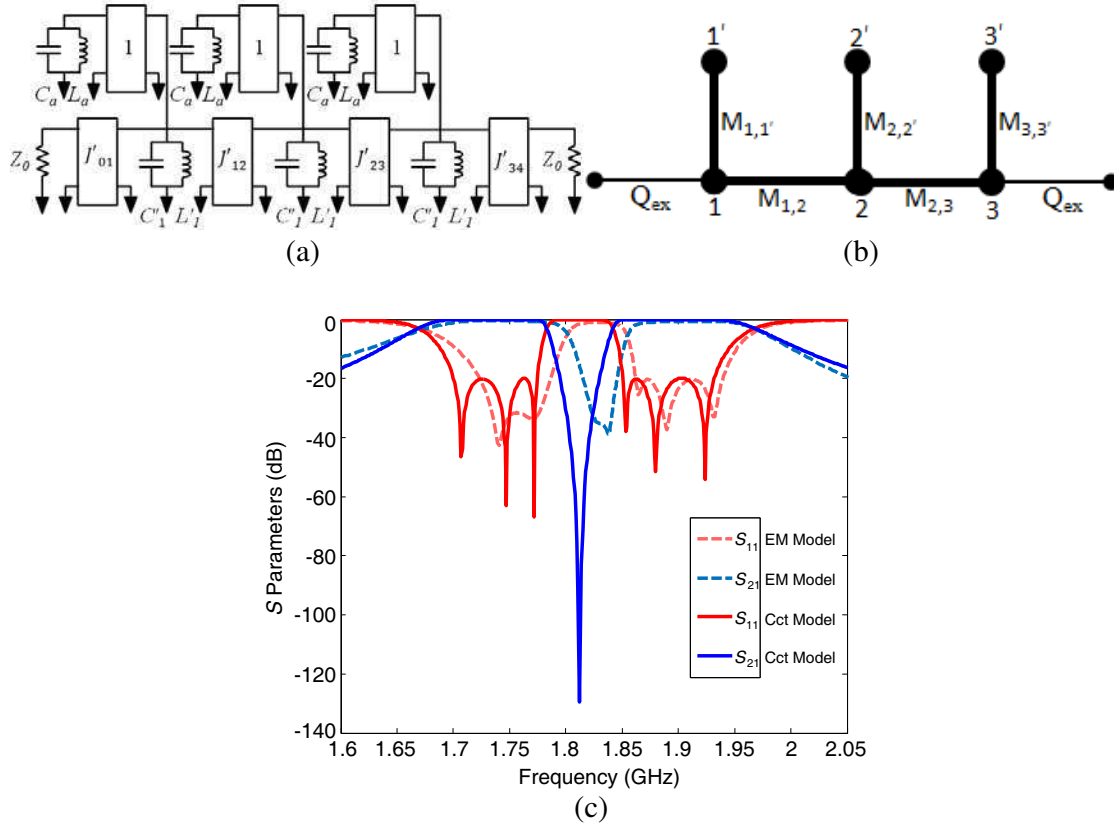 1 1 1
C_a L_a C_a L_a C_a L_a
Z_0 J'_01 J'_12 J'_23 J'_34 Z_0
C''_1 L'_1 C''_1 L'_1 C''_1 L'_1
(a)
1' 2' 3'
M_1,1' M_2,2' M_3,3'
Q_ex M_1,2 M_2,3 Q_ex
1 2 3
(b)
S Parameters (dB)
0
-20
-40
-60
-80
-100
-120
-140
S_11 EM Model
S_21 EM Model
S_11 Cct Model
S_21 Cct Model
1.6 1.65 1.7 1.75 1.8 1.85 1.9 1.95 2 2.05
Frequency (GHz)
(c)